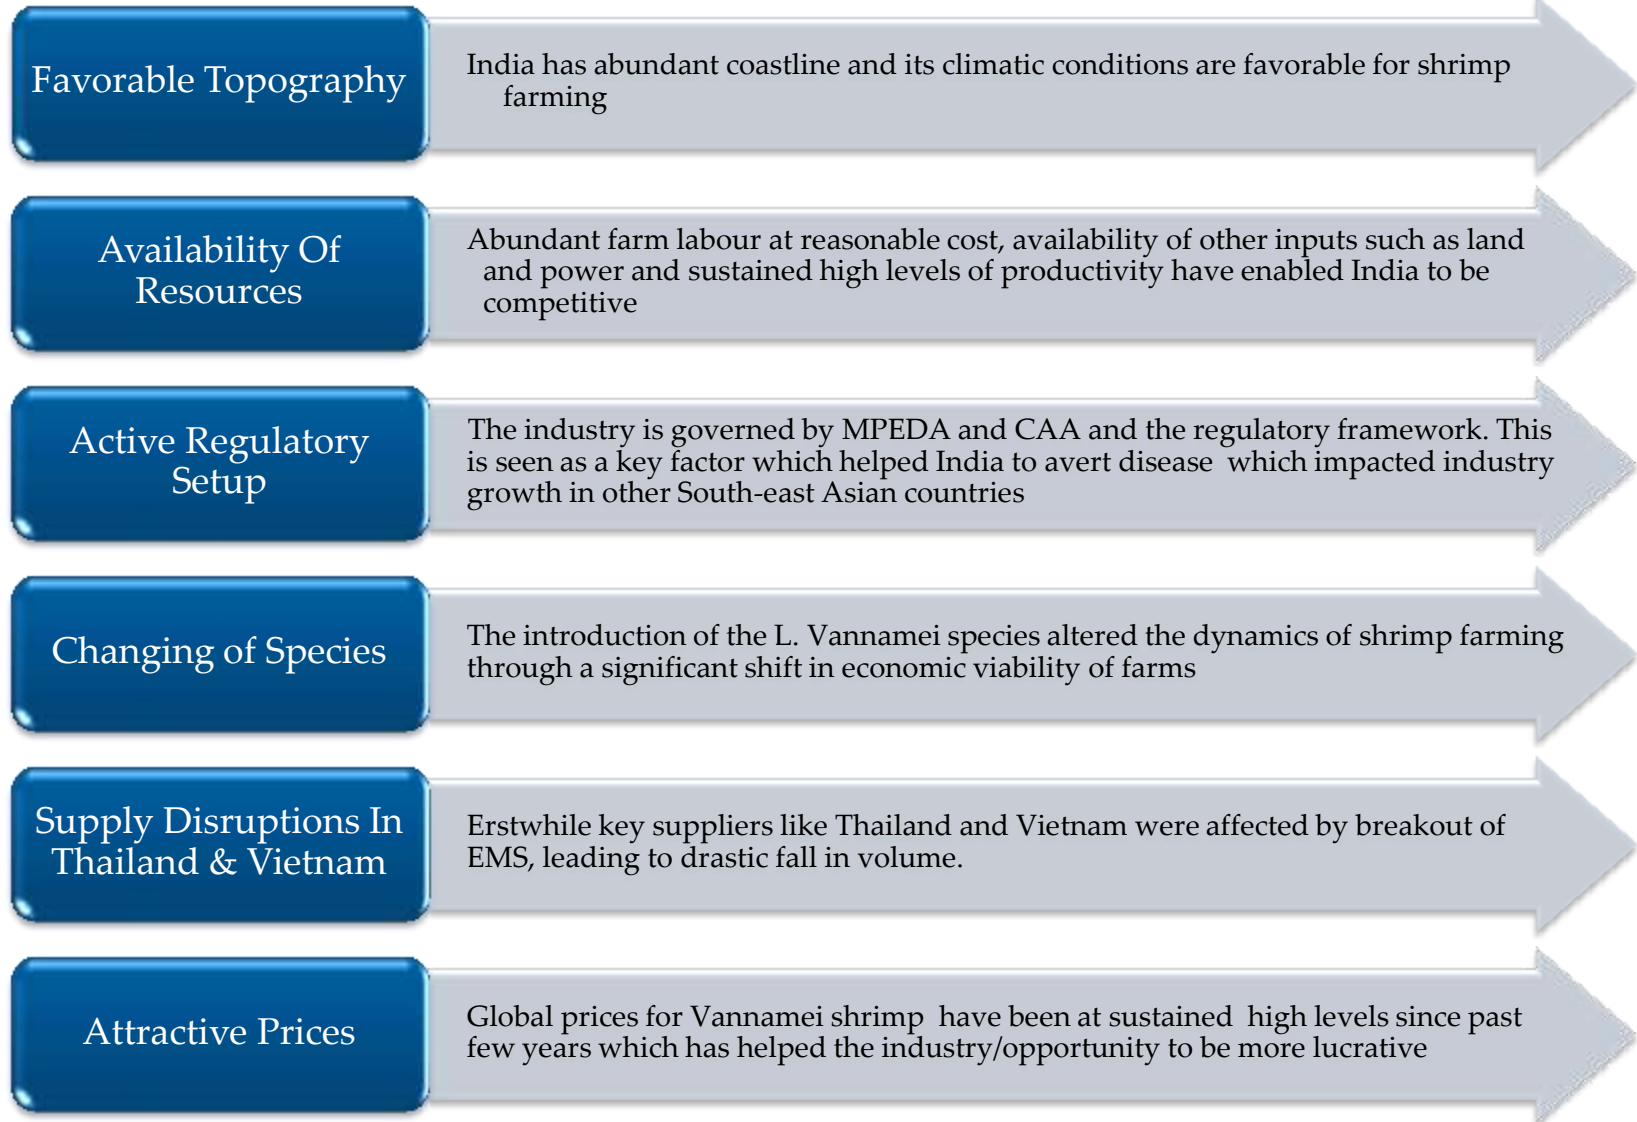 Favorable Topography
India has abundant coastline and its climatic conditions are favorable for shrimp
farming
Availability Of
Resources
Abundant farm labour at reasonable cost, availability of other inputs such as land
and power and sustained high levels of productivity have enabled India to be
competitive
Active Regulatory
Setup
The industry is governed by MPEDA and CAA and the regulatory framework. This
is seen as a key factor which helped India to avert disease which impacted industry
growth in other South-east Asian countries
Changing of Species
The introduction of the L. Vannamei species altered the dynamics of shrimp farming
through a significant shift in economic viability of farms
Supply Disruptions In
Thailand & Vietnam
Erstwhile key suppliers like Thailand and Vietnam were affected by breakout of
EMS, leading to drastic fall in volume.
Attractive Prices
Global prices for Vannamei shrimp have been at sustained high levels since past
few years which has helped the industry/opportunity to be more lucrative